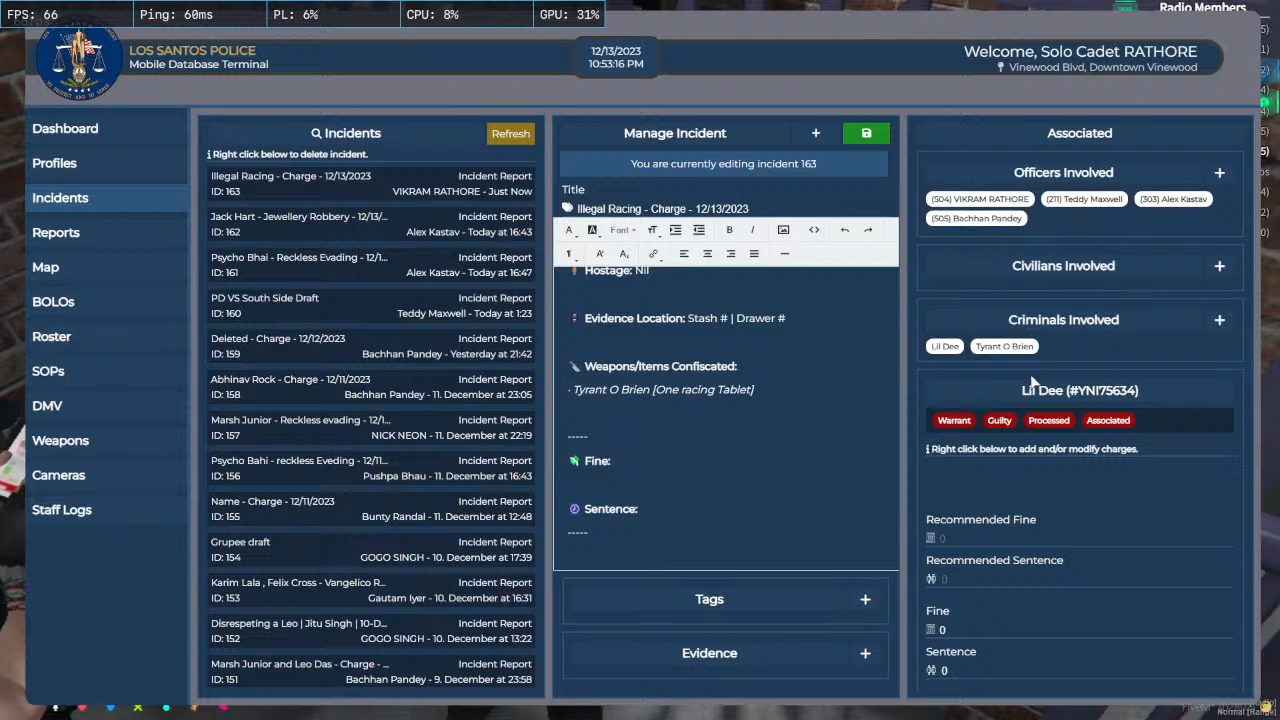 FPS: 66
Ping: 60ms
PL: 6%
CPU: 8%
GPU: 31%
Radio Members
LOS SANTOS POLICE
Mobile Database Terminal
12/13/2023
10:53:16 PM
Welcome, Solo Cadet RATHORE
Vinewood Blvd, Downtown Vinewood
Dashboard
Profiles
Incidents
Reports
Map
BOLOs
Roster
SOPs
DMV
Weapons
Cameras
Staff Logs
Incidents
Refresh
Right click below to delete incident.
Illegal Racing - Charge - 12/13/2023 Incident Report
ID: 163 VIKRAM RATHORE - Just Now
Jack Hart - Jewellery Robbery - 12/13/... Incident Report
ID: 162 Alex Kastav - Today at 16:43
Psycho Bhai - Reckless Evading - 12/1... Incident Report
ID: 161 Alex Kastav - Today at 16:47
PD VS South Side Draft Incident Report
ID: 160 Teddy Maxwell - Today at 1:23
Deleted - Charge - 12/12/2023 Incident Report
ID: 159 Bachhan Pandey - Yesterday at 21:42
Abhinav Rock - Charge - 12/11/2023 Incident Report
ID: 158 Bachhan Pandey - 11. December at 23:05
Marsh Junior - Reckless evading - 12/1... Incident Report
ID: 157 NICK NEON - 11. December at 22:19
Psycho Bahi - reckless Eveding - 12/11... Incident Report
ID: 156 Pushpa Bhau - 11. December at 16:43
Name - Charge - 12/11/2023 Incident Report
ID: 155 Bunty Randal - 11. December at 12:48
Grupee draft Incident Report
ID: 154 GOGO SINGH - 10. December at 17:39
Karim Lala , Felix Cross - Vangelico R... Incident Report
ID: 153 Gautam Iyer - 10. December at 16:31
Disrespeting a Leo | Jitu Singh | 10-D... Incident Report
ID: 152 GOGO SINGH - 10. December at 13:22
Marsh Junior and Leo Das - Charge - ... Incident Report
ID: 151 Bachhan Pandey - 9. December at 23:58
Manage Incident
You are currently editing incident 163
Title
Illegal Racing - Charge - 12/13/2023
Font
Hostage: Nil
Evidence Location: Stash # | Drawer #
Weapons/Items Confiscated:
· Tyrant O Brien [One racing Tablet]
-----
Fine:
Sentence:
-----
Tags
Evidence
Associated
Officers Involved
(504) VIKRAM RATHORE
(211) Teddy Maxwell
(303) Alex Kastav
(505) Bachhan Pandey
Civilians Involved
Criminals Involved
Lil Dee
Tyrant O Brien
Lil Dee (#YNI75634)
Warrant
Guilty
Processed
Associated
Right click below to add and/or modify charges.
Recommended Fine
0
Recommended Sentence
0
Fine
0
Sentence
0
Normal [Range]